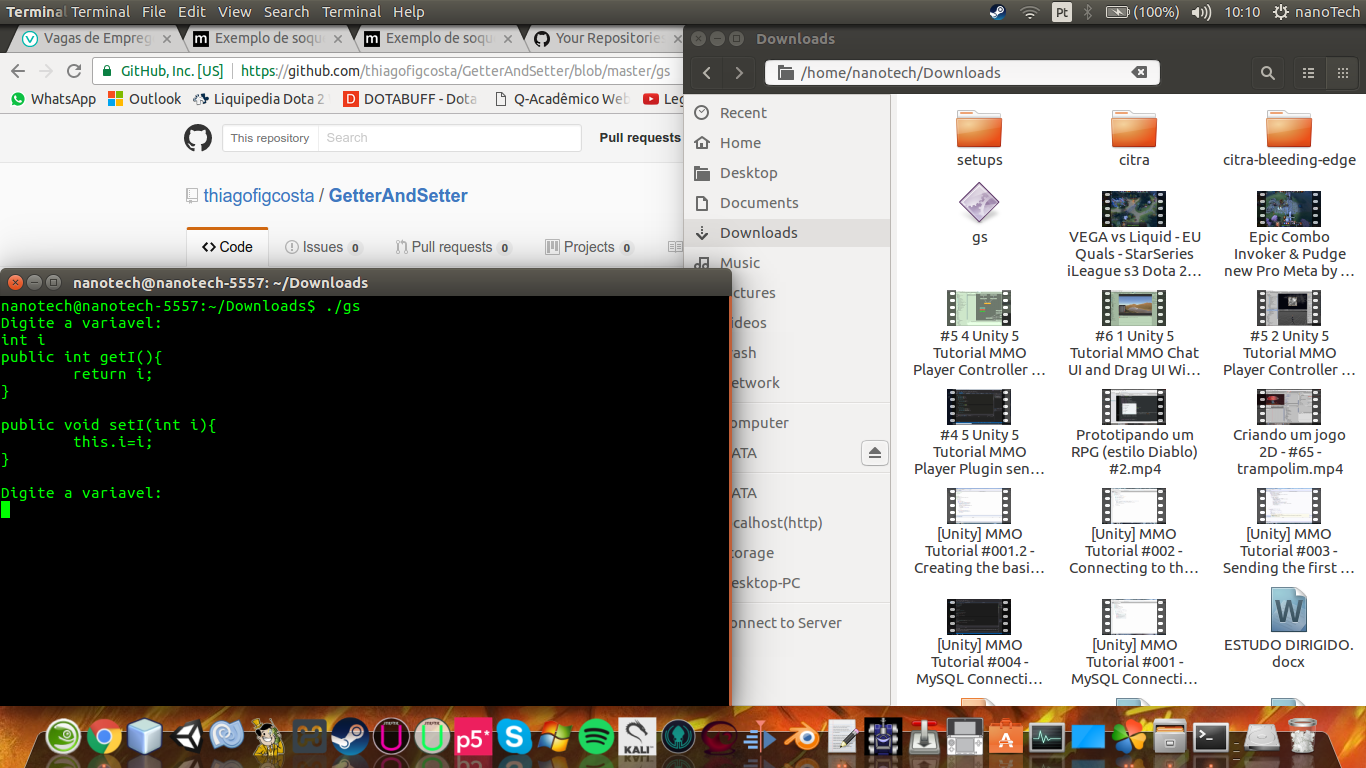 Terminal Terminal File Edit View Search Terminal Help
Pt (100%) 10:10 nanoTech
Vagas de Empreg
Exemplo de soqu
Exemplo de soqu
Your Repositories
GitHub, Inc. [US] https://github.com/thiagofigcosta/GetterAndSetter/blob/master/gs
WhatsApp Outlook Liquipedia Dota 2 DOTABUFF - Dota Q-Acadêmico Web Leg
This repository Search Pull requests
thiagofigcosta / GetterAndSetter
<> Code Issues 0 Pull requests 0 Projects 0
nanotech@nanotech-5557: ~/Downloads
nanotech@nanotech-5557:~/Downloads$ ./gs
Digite a variavel:
int i
public int getI(){
return i;
}
public void setI(int i){
this.i=i;
}
Digite a variavel:
Downloads
/home/nanotech/Downloads
Recent
Home
Desktop
Documents
Downloads
Music
ictures
ideos
ash
etwork
omputer
ATA
ATA
calhost(http)
torage
esktop-PC
onnect to Server
setups
citra
citra-bleeding-edge
gs
VEGA vs Liquid - EU
Quals - StarSeries
iLeague s3 Dota 2…
Epic Combo
Invoker & Pudge
new Pro Meta by …
#5 4 Unity 5
Tutorial MMO
Player Controller …
#6 1 Unity 5
Tutorial MMO Chat
UI and Drag UI Wi…
#5 2 Unity 5
Tutorial MMO
Player Controller …
#4 5 Unity 5
Tutorial MMO
Player Plugin sen…
Prototipando um
RPG (estilo Diablo)
#2.mp4
Criando um jogo
2D - #65 -
trampolim.mp4
[Unity] MMO
Tutorial #001.2 -
Creating the basi…
[Unity] MMO
Tutorial #002 -
Connecting to th…
[Unity] MMO
Tutorial #003 -
Sending the first …
[Unity] MMO
Tutorial #004 -
MySQL Connecti…
[Unity] MMO
Tutorial #001 -
MySQL Connecti…
W
ESTUDO DIRIGIDO.
docx
p5*
KALI